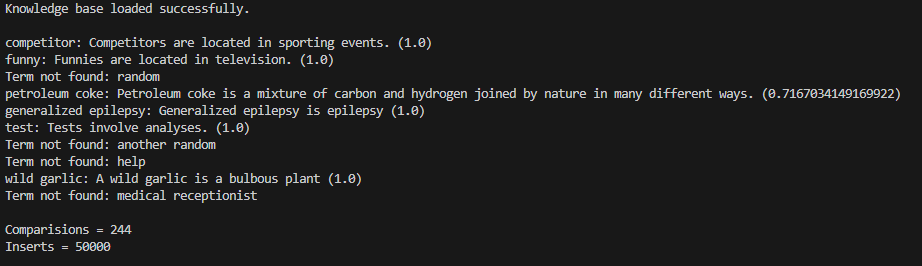 Knowledge base loaded successfully.
competitor: Competitors are located in sporting events. (1.0)
funny: Funnies are located in television. (1.0)
Term not found: random
petroleum coke: Petroleum coke is a mixture of carbon and hydrogen joined by nature in many different ways. (0.7167034149169922)
generalized epilepsy: Generalized epilepsy is epilepsy (1.0)
test: Tests involve analyses. (1.0)
Term not found: another random
Term not found: help
wild garlic: A wild garlic is a bulbous plant (1.0)
Term not found: medical receptionist
Comparisions = 244
Inserts = 50000